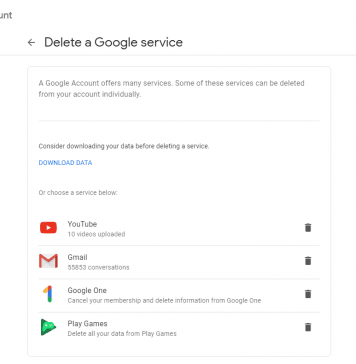 unt
← Delete a Google service
A Google Account offers many services. Some of these services can be deleted
from your account individually.
Consider downloading your data before deleting a service.
DOWNLOAD DATA
Or choose a service below:
YouTube
10 videos uploaded
Gmail
55853 conversations
Google One
Cancel your membership and delete information from Google One
Play Games
Delete all your data from Play Games